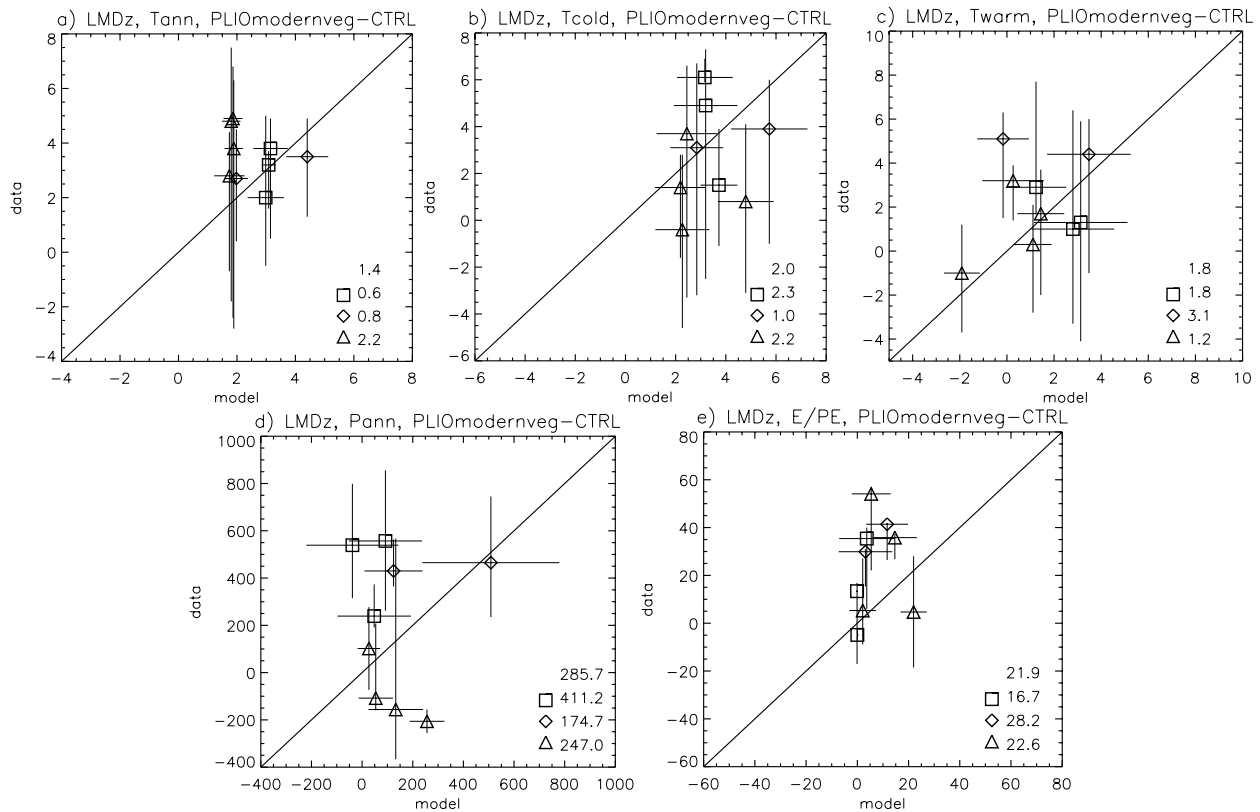 a) LMDz, Tann, PLIOmodernveg-CTRL
8
6
4
2
0
-2
-4
data
1.4
0.6
0.8
2.2
-4 -2 0 2 4 6 8
model
b) LMDz, Tcold, PLIOmodernveg-CTRL
8
6
4
2
0
-2
-4
-6
data
2.0
2.3
1.0
2.2
-6 -4 -2 0 2 4 6 8
model
c) LMDz, Twarm, PLIOmodernveg-CTRL
10
8
6
4
2
0
-2
-4
data
1.8
1.8
3.1
1.2
-4 -2 0 2 4 6 8 10
model
d) LMDz, Pann, PLIOmodernveg-CTRL
1000
800
600
400
200
0
-200
-400
data
285.7
411.2
174.7
247.0
-400 -200 0 200 400 600 800 1000
model
e) LMDz, E/PE, PLIOmodernveg-CTRL
80
60
40
20
0
-20
-40
-60
data
21.9
16.7
28.2
22.6
-60 -40 -20 0 20 40 60 80
model